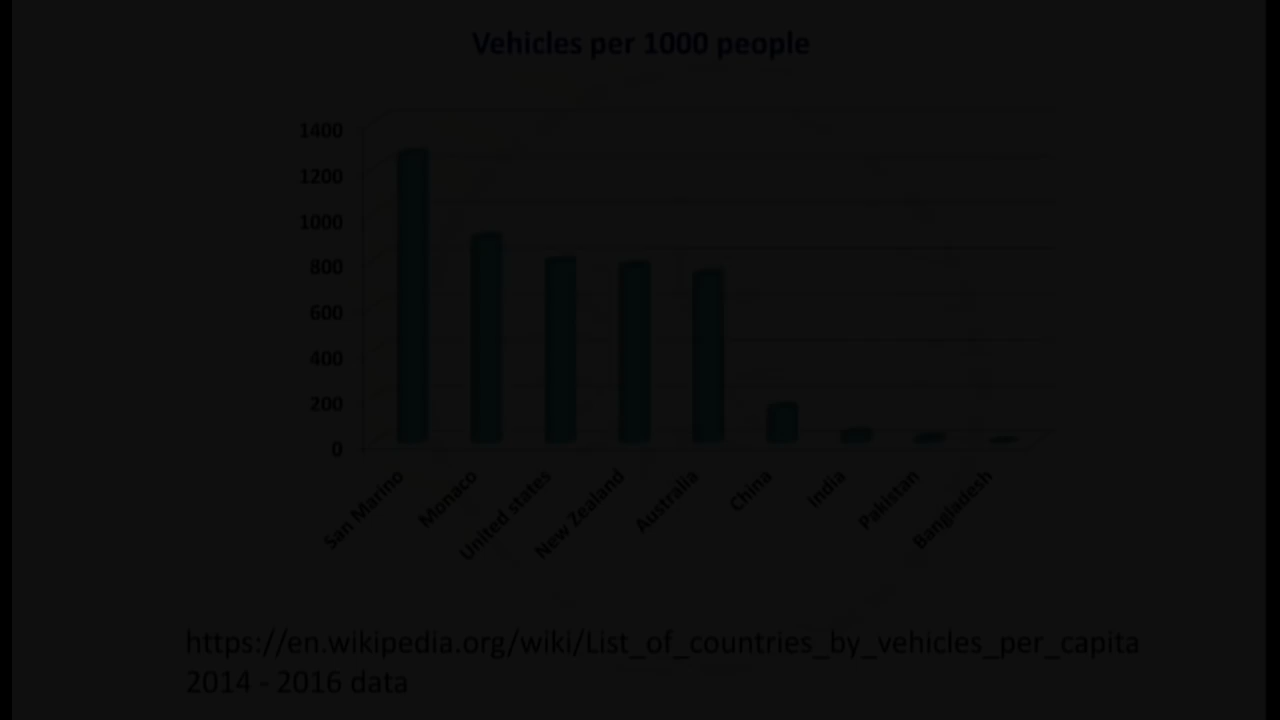 Vehicles per 1000 people
1400
1200
1000
800
600
400
200
0
San Marino
Monaco
United states
New Zealand
Australia
China
India
Pakistan
Bangladesh
https://en.wikipedia.org/wiki/List_of_countries_by_vehicles_per_capita
2014 - 2016 data